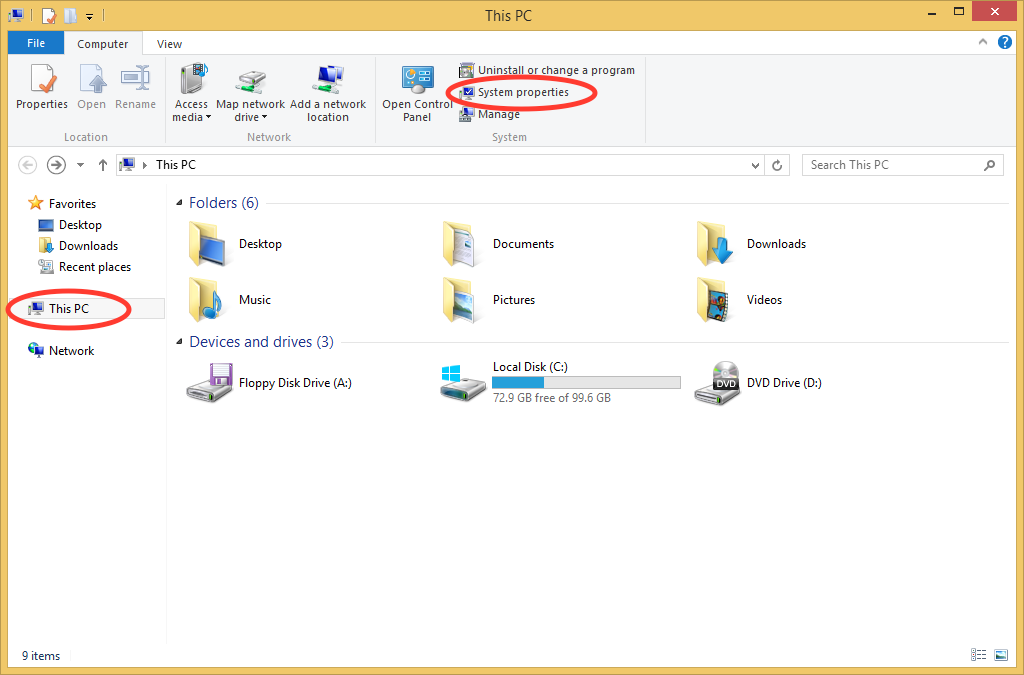 This PC
File Computer View
Uninstall or change a program
System properties
Manage
Properties Open Rename
Access media
Map network drive
Add a network location
Open Control Panel
Location Network System
This PC
Search This PC
Favorites
Desktop
Downloads
Recent places
This PC
Network
Folders (6)
Desktop Documents Downloads
Music Pictures Videos
Devices and drives (3)
Floppy Disk Drive (A:)
Local Disk (C:)
72.9 GB free of 99.6 GB
DVD
DVD Drive (D:)
9 items